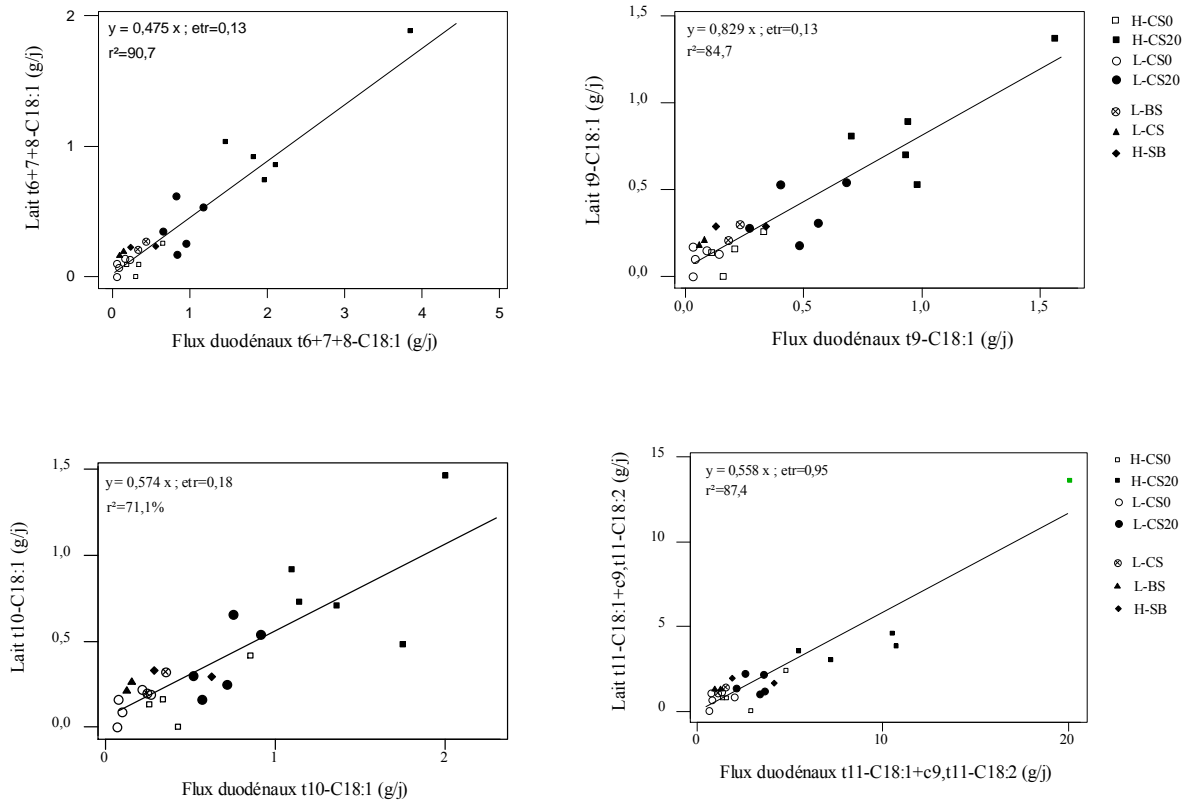 y = 0,475 x ; etr=0,13
r²=90,7
2
1
0
0 1 2 3 4 5
Lait t6+7+8-C18:1 (g/j)
Flux duodénaux t6+7+8-C18:1 (g/j)
y = 0,829 x ; etr=0,13
r²=84,7
1,5
1,0
0,5
0,0
0,0 0,5 1,0 1,5
Lait t9-C18:1 (g/j)
Flux duodénaux t9-C18:1 (g/j)
H-CS0
H-CS20
L-CS0
L-CS20
L-BS
L-CS
H-SB
y = 0,574 x ; etr=0,18
r²=71,1%
1,5
1,0
0,5
0,0
0 1 2
Lait t10-C18:1 (g/j)
Flux duodénaux t10-C18:1 (g/j)
y = 0,558 x ; etr=0,95
r²=87,4
15
10
5
0
0 10 20
Lait t11-C18:1+c9,t11-C18:2 (g/j)
Flux duodénaux t11-C18:1+c9,t11-C18:2 (g/j)
H-CS0
H-CS20
L-CS0
L-CS20
L-CS
L-BS
H-SB